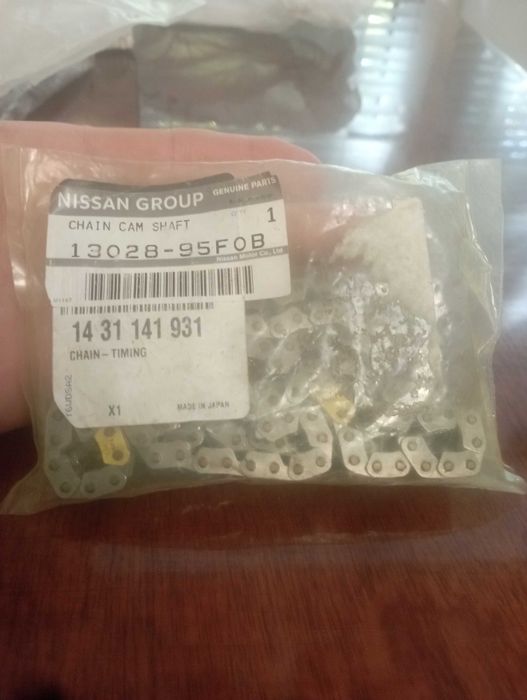 NISSAN GROUP GENUINE PARTS
CHAIN CAM SHAFT 1
13028-95F0B
Nissan Motor Co., Ltd
14 31 141 931
CHAIN-TIMING
X1 MADE IN JAPAN